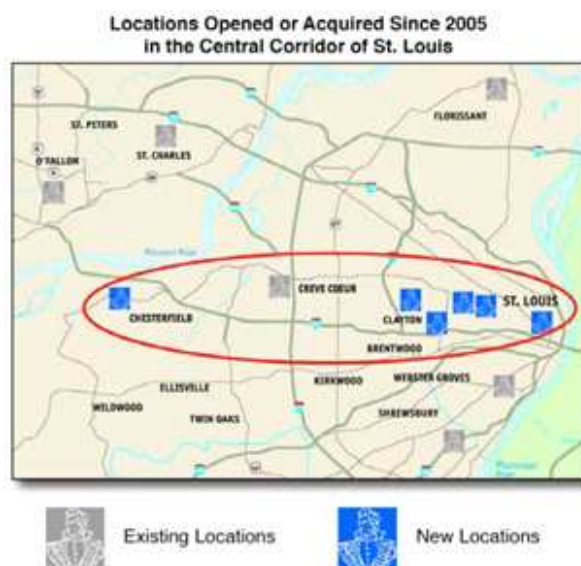 Locations Opened or Acquired Since 2005
in the Central Corridor of St. Louis
FLORISSANT
ST. PETERS
ST. CHARLES
O'FALLON
CREVE COEUR
ST. LOUIS
CHESTERFIELD
CLAYTON
BRENTWOOD
KIRKWOOD
WEBSTER GROVES
ELLISVILLE
WILDWOOD
TWIN OAKS
SHREWSBURY
Existing Locations
New Locations